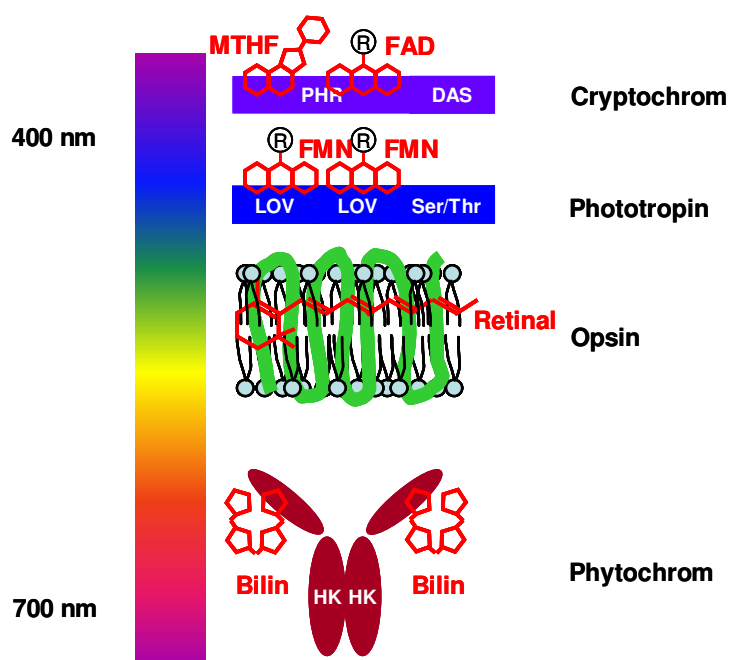 MTHF R FAD
PHR DAS
Cryptochrom
400 nm
R FMN R FMN
LOV LOV Ser/Thr
Phototropin
Retinal
Opsin
Bilin HK HK Bilin
Phytochrom
700 nm